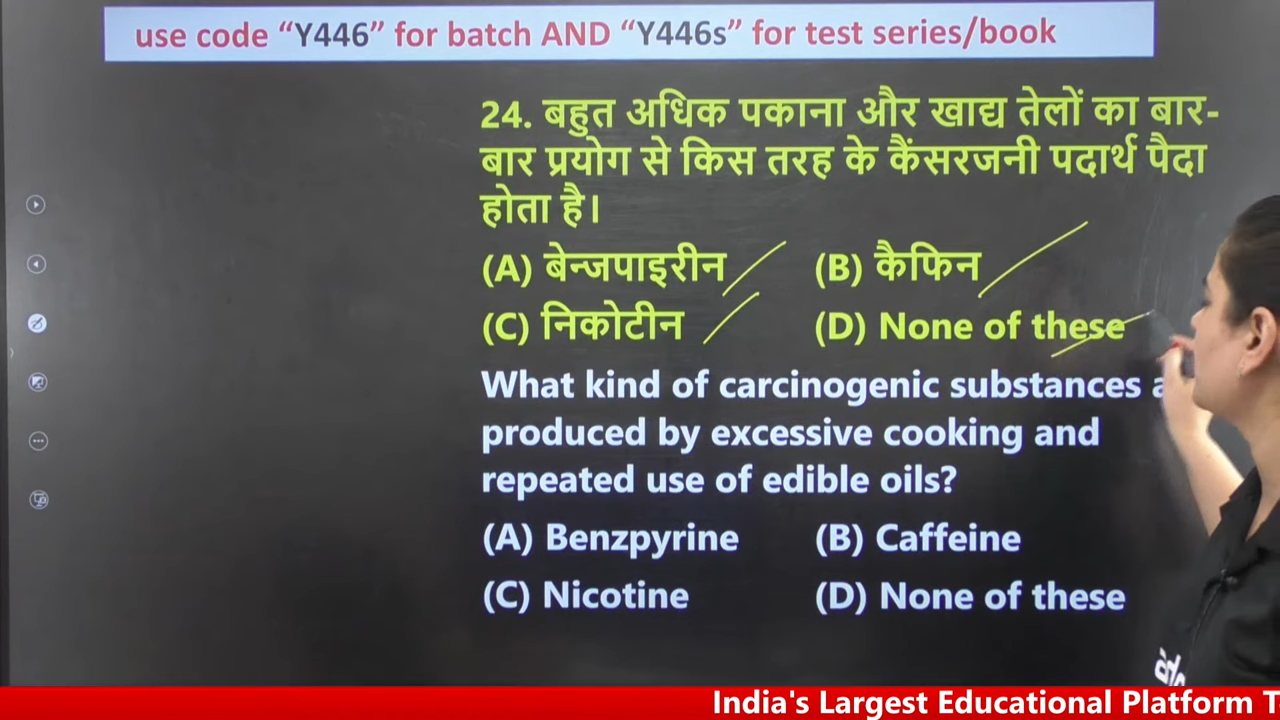 use code “Y446” for batch AND “Y446s” for test series/book
24. बहुत अधिक पकाना और खाद्य तेलों का बार-
बार प्रयोग से किस तरह के कैंसरजनी पदार्थ पैदा
होता है।
(A) बेन्जपाइरीन (B) कैफिन
(C) निकोटीन (D) None of these
What kind of carcinogenic substances
produced by excessive cooking and
repeated use of edible oils?
(A) Benzpyrine (B) Caffeine
(C) Nicotine (D) None of these
India's Largest Educational Platform T